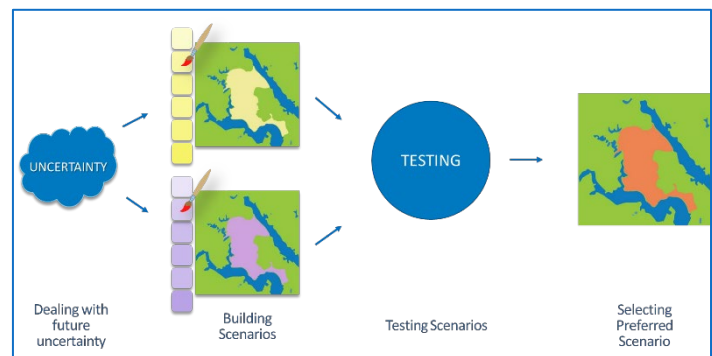 UNCERTAINTY
TESTING
Dealing with
future
uncertainty
Building
Scenarios
Testing Scenarios
Selecting
Preferred
Scenario